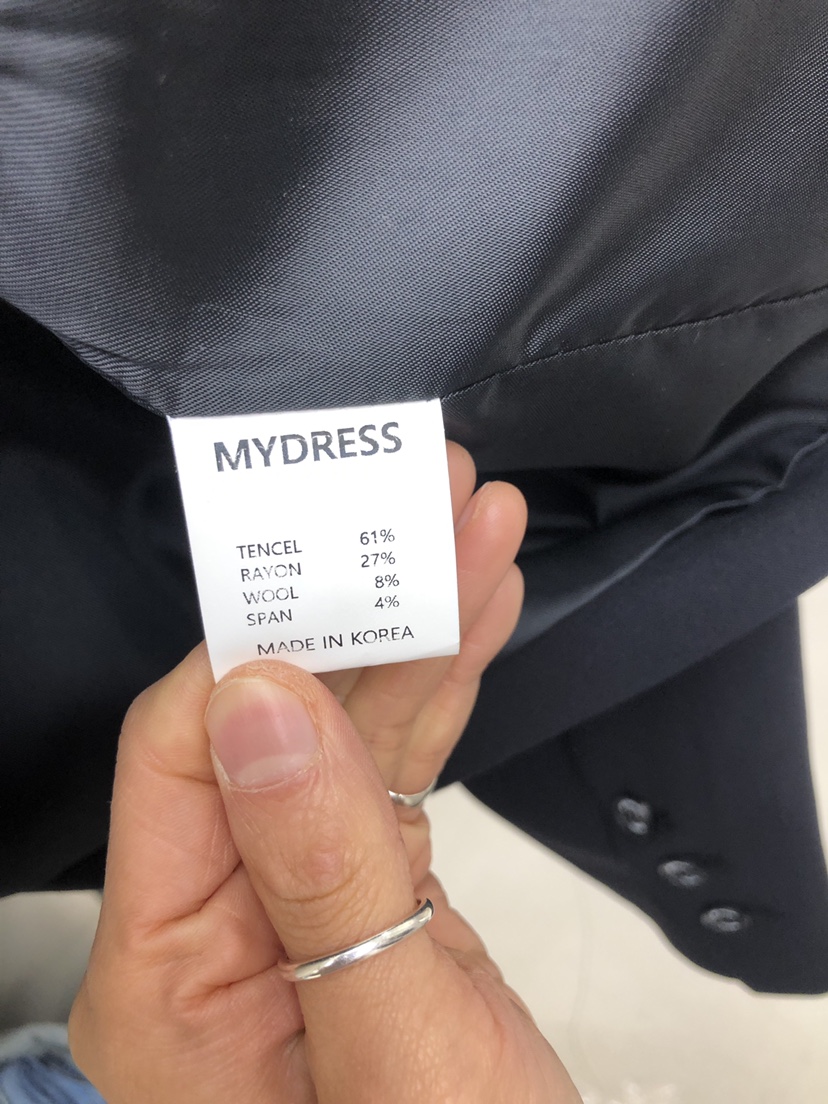 MYDRESS
TENCEL 61%
RAYON 27%
WOOL 8%
SPAN 4%
MADE IN KOREA